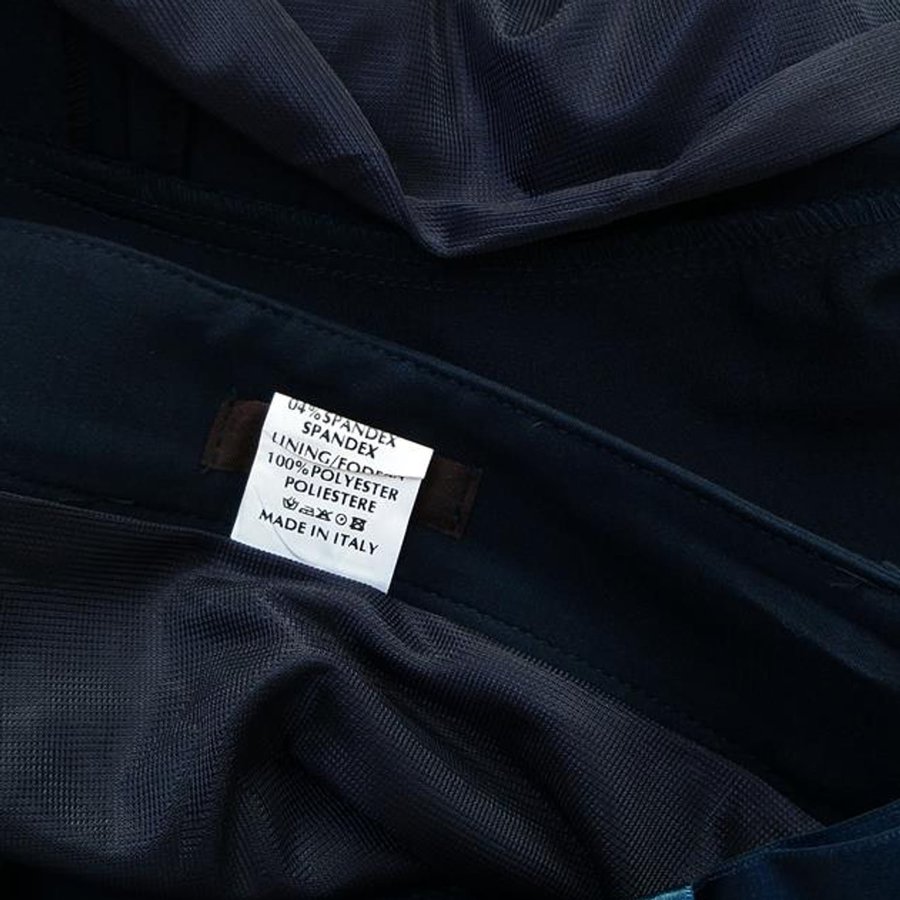 04% SPANDEX
SPANDEX
LINING/FODERA
100% POLYESTER
POLIESTERE
MADE IN ITALY